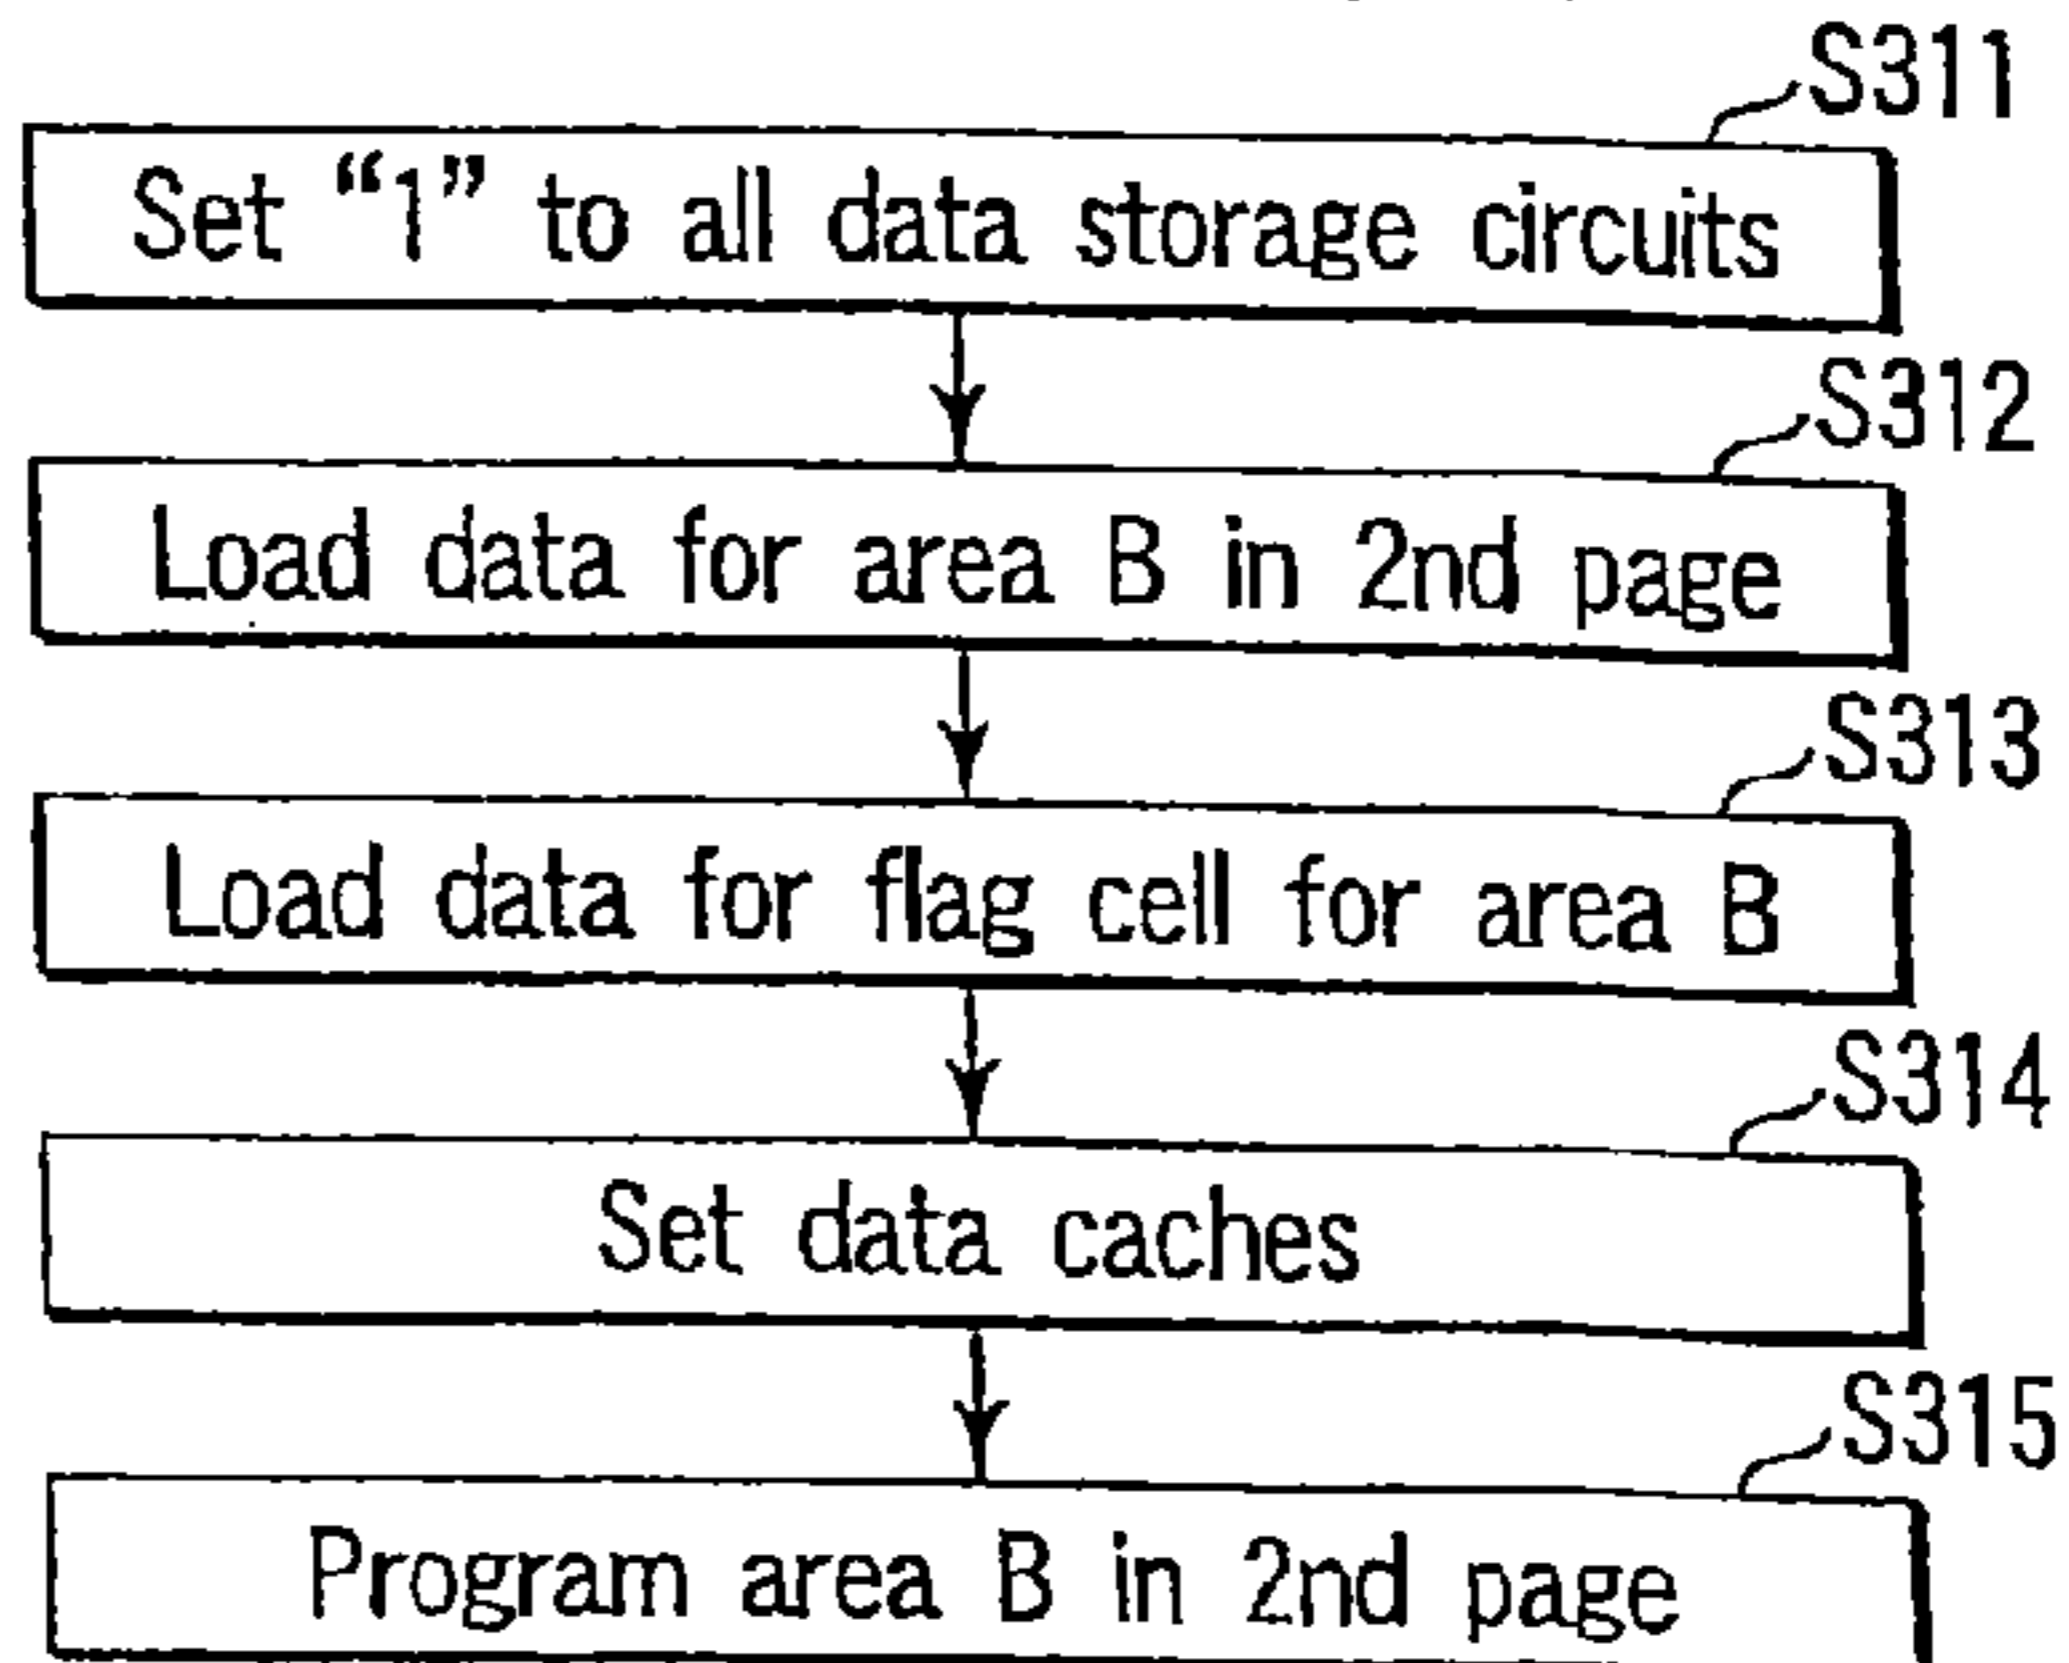 S311
Set “1” to all data storage circuits
S312
Load data for area B in 2nd page
S313
Load data for flag cell for area B
S314
Set data caches
S315
Program area B in 2nd page